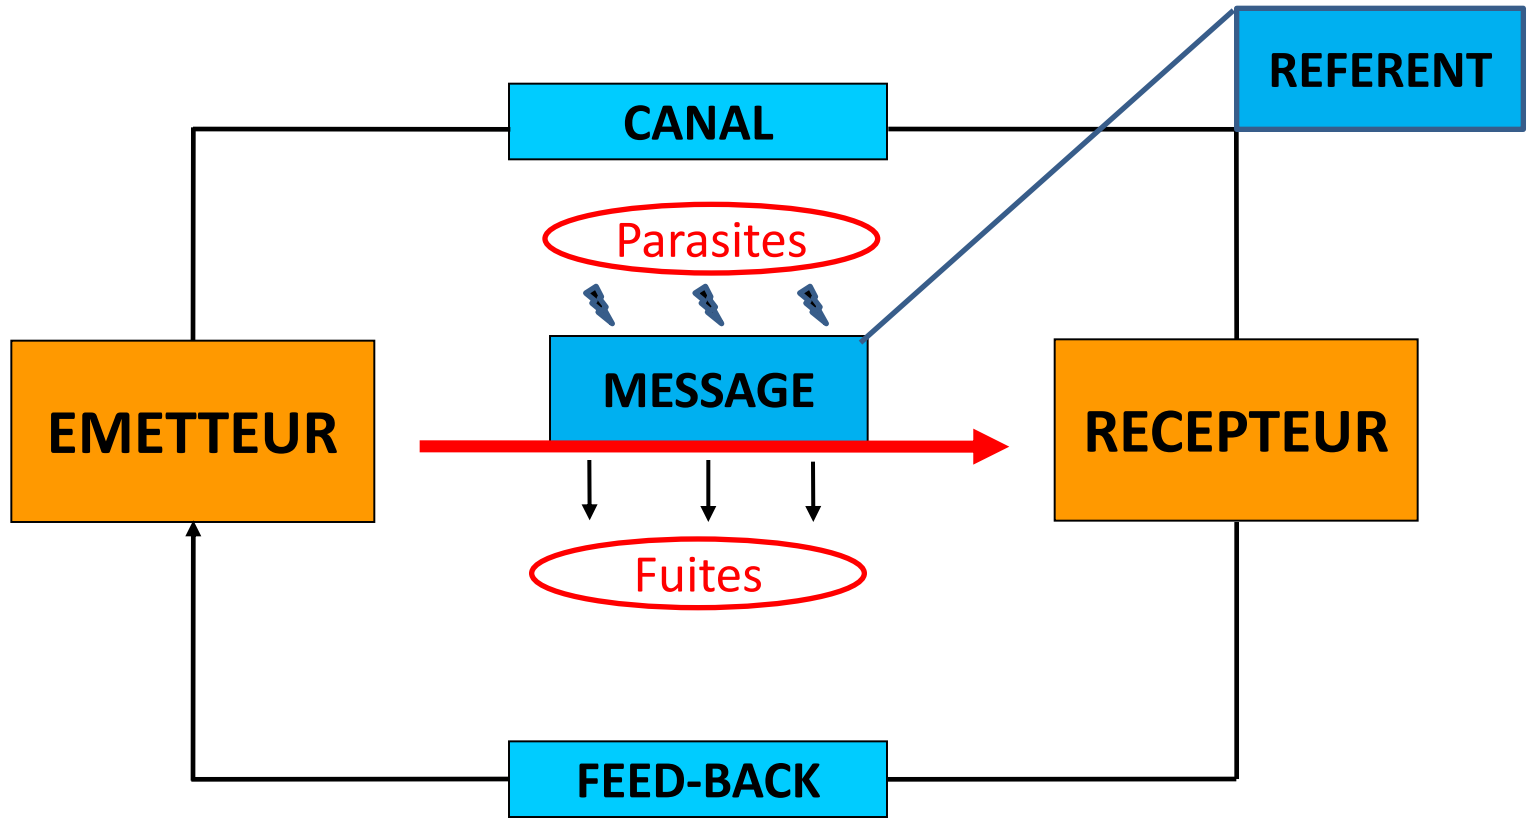 REFERENT
CANAL
Parasites
MESSAGE
EMETTEUR
RECEPTEUR
Fuites
FEED-BACK